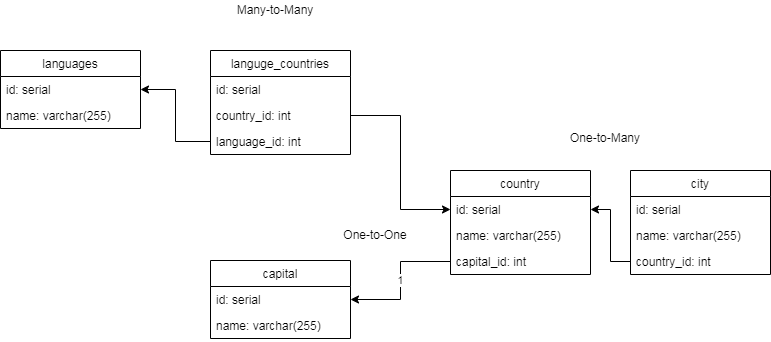 Many-to-Many
languages
id: serial
name: varchar(255)
languge_countries
id: serial
country_id: int
language_id: int
One-to-Many
country
id: serial
name: varchar(255)
capital_id: int
city
id: serial
name: varchar(255)
country_id: int
One-to-One
1
capital
id: serial
name: varchar(255)